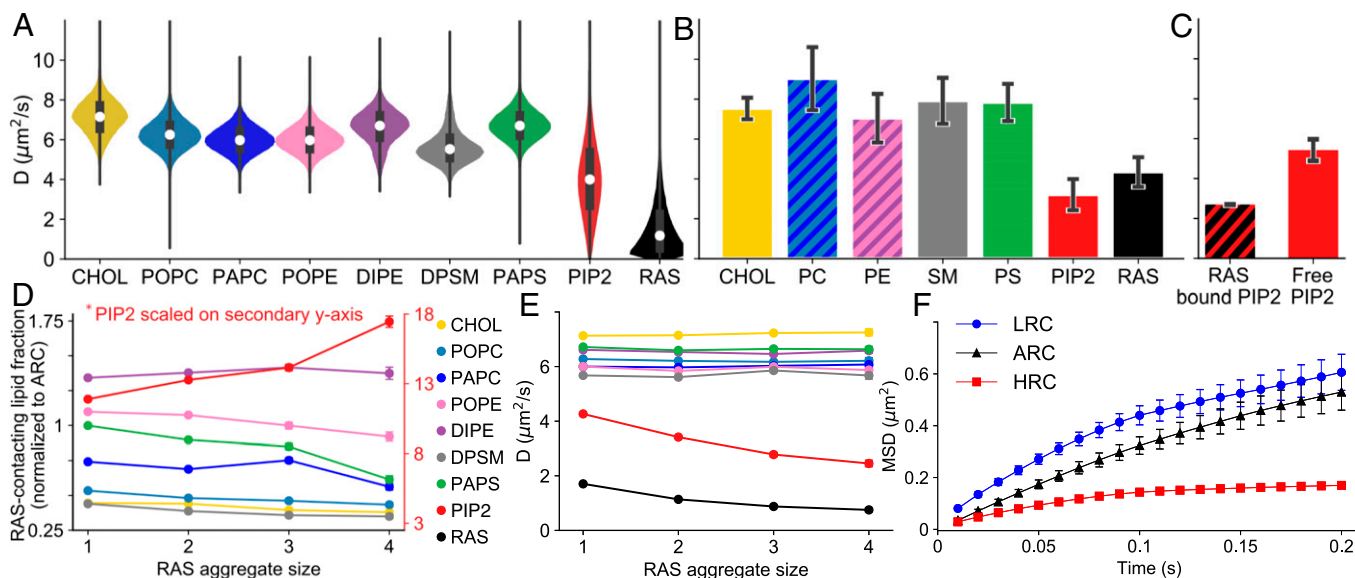 A
B
C
D (μm²/s)
10
8
6
4
2
0
CHOL POPC PAPC POPE DIPE DPSM PAPS PIP2 RAS
CHOL PC PE SM PS PIP2 RAS
RAS
bound PIP2
Free
PIP2
D
* PIP2 scaled on secondary y-axis
RAS-contacting lipid fraction
(normalized to ARC)
1.75
1
0.25
18
13
8
3
1 2 3 4
RAS aggregate size
CHOL
POPC
PAPC
POPE
DIPE
DPSM
PAPS
PIP2
RAS
E
D (μm²/s)
6
4
2
0
1 2 3 4
RAS aggregate size
F
LRC
ARC
HRC
MSD (μm²)
0.6
0.4
0.2
0
0 0.05 0.1 0.15 0.2
Time (s)